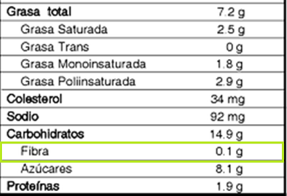 Grasa total 7.2 g
Grasa Saturada 2.5 g
Grasa Trans 0 g
Grasa Monoinsaturada 1.8 g
Grasa Poliinsaturada 2.9 g
Colesterol 34 mg
Sodio 92 mg
Carbohidratos 14.9 g
Fibra 0.1 g
Azúcares 8.1 g
Proteínas 1.9 g